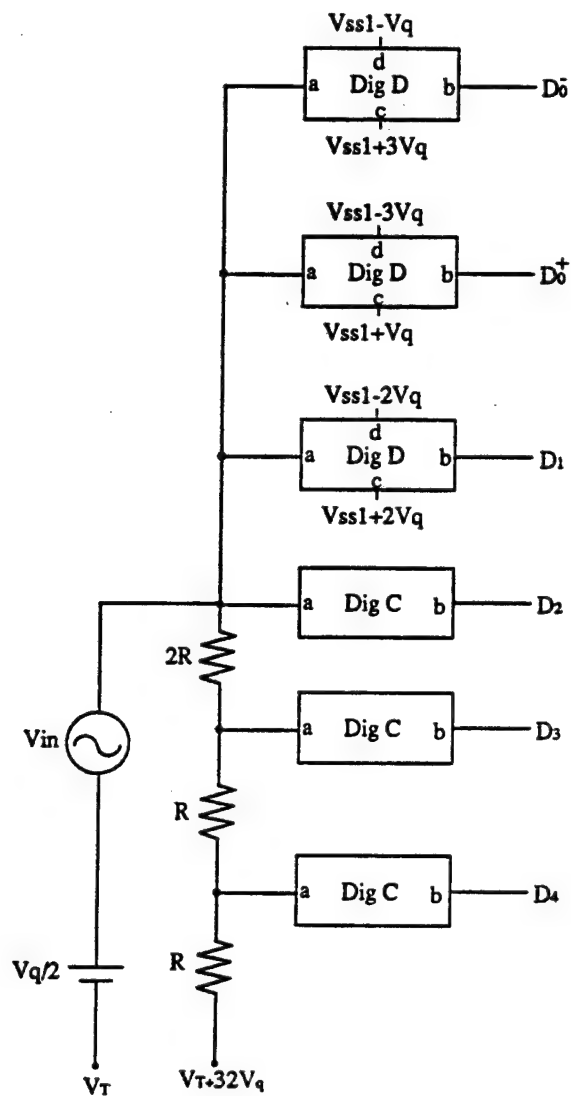 Vss1-Vq
d
a Dig D b D0-
c
Vss1+3Vq
Vss1-3Vq
d
a Dig D b D0+
c
Vss1+Vq
Vss1-2Vq
d
a Dig D b D1
c
Vss1+2Vq
a Dig C b D2
2R
Vin
a Dig C b D3
R
a Dig C b D4
Vq/2
R
VT
VT+32Vq